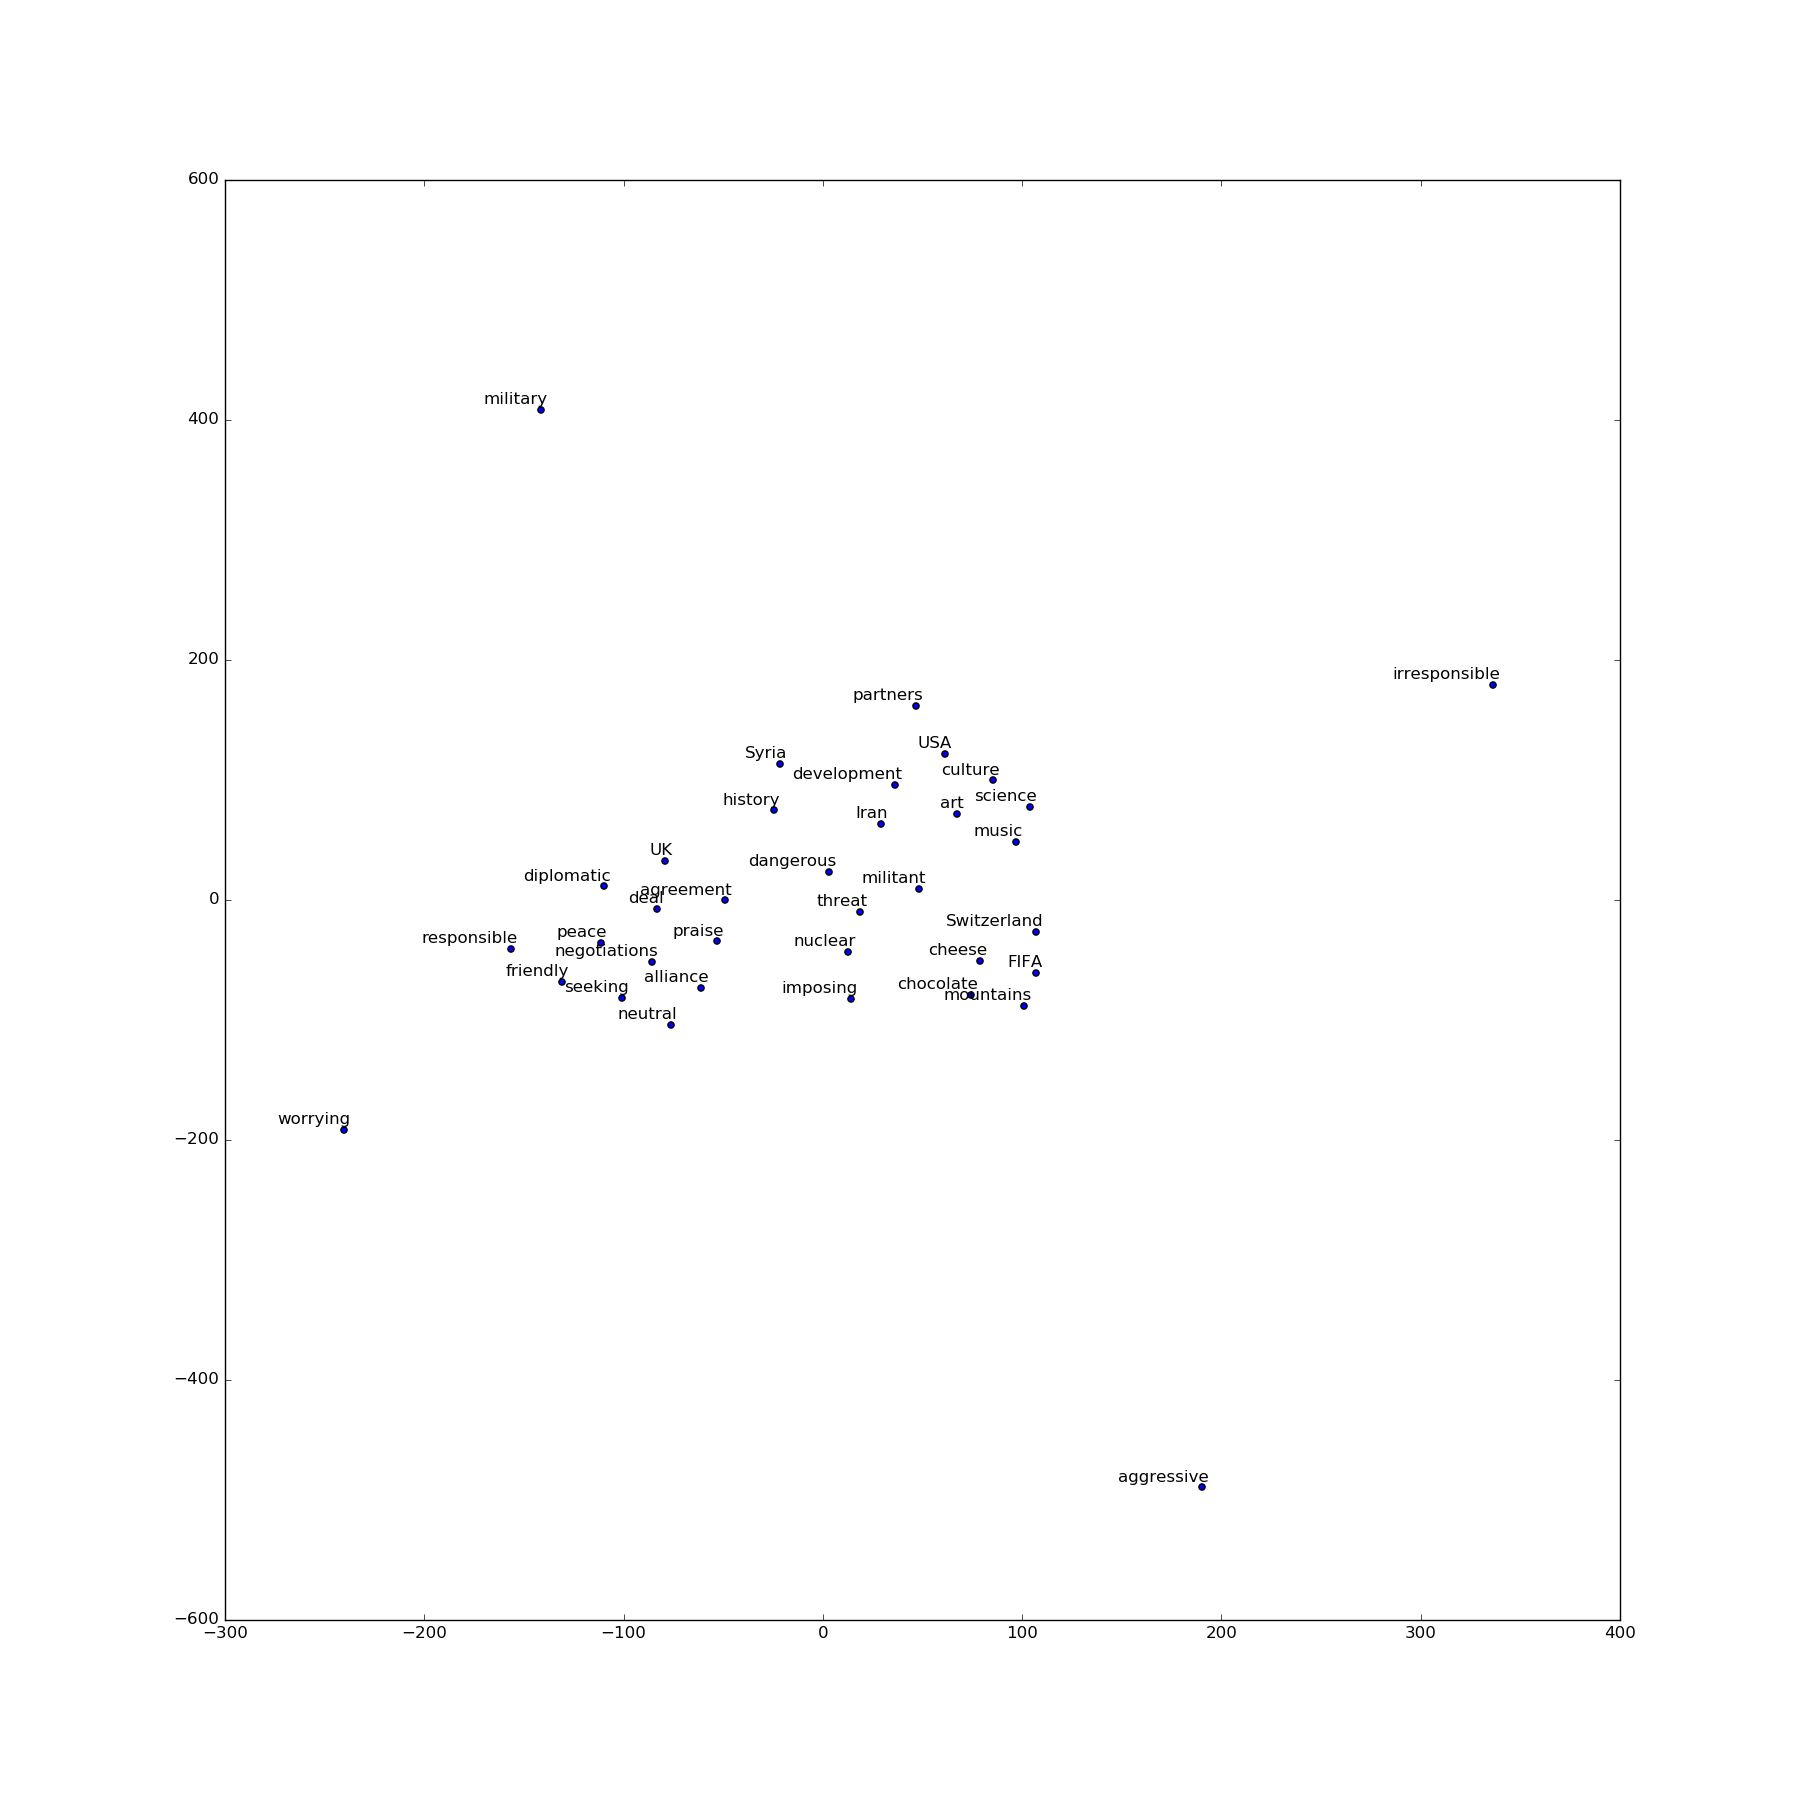 600
military
400
200
irresponsible
partners
USA
Syria
culture
development
science
history
art
Iran
music
UK
dangerous
diplomatic
militant
agreement
deal
0
threat
Switzerland
peace
praise
responsible
nuclear
cheese
negotiations
FIFA
friendly
alliance
chocolate
seeking
imposing
mountains
neutral
worrying
−200
−400
aggressive
−600
−300 −200 −100 0 100 200 300 400